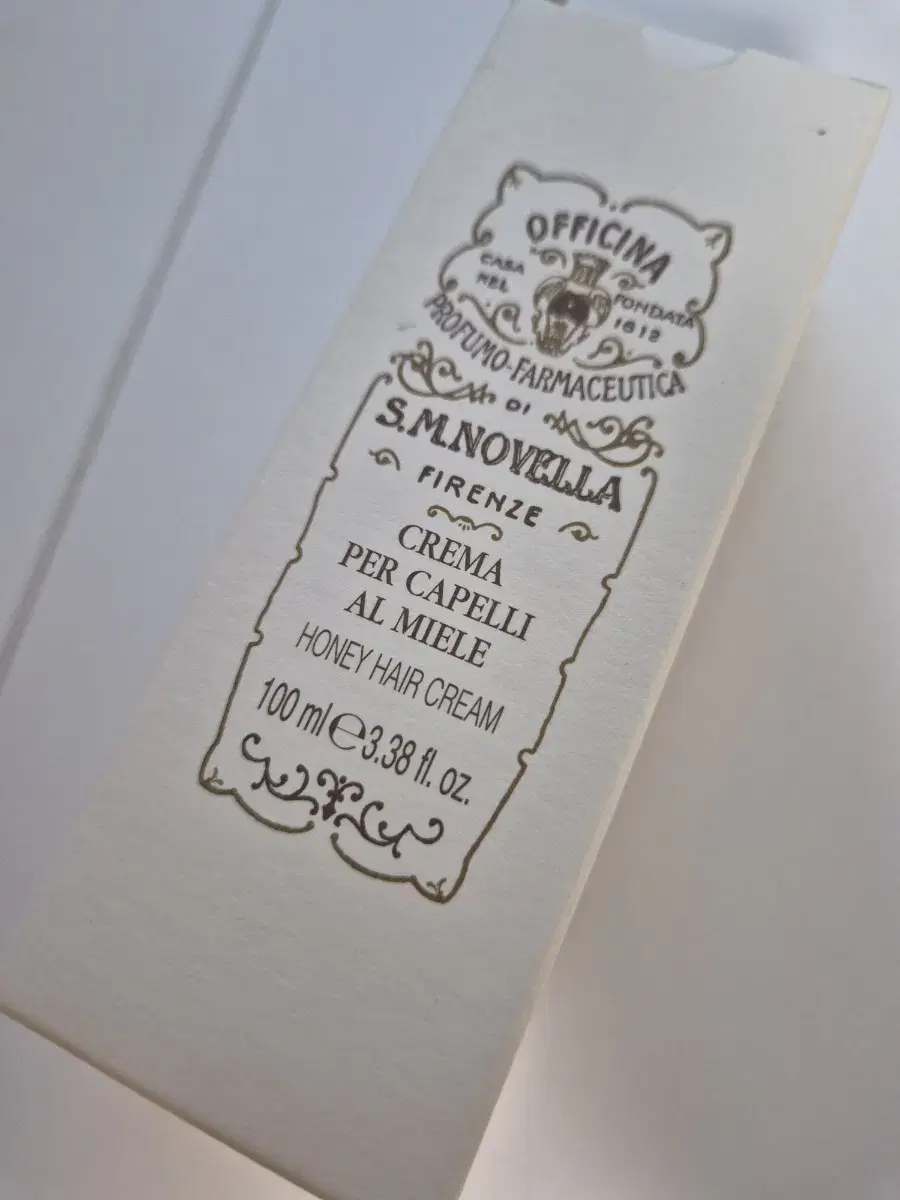 OFFICINA
CASA FONDATA
NEL 1612
PROFUMO-FARMACEUTICA
DI
S.M.NOVELLA
FIRENZE
CREMA
PER CAPELLI
AL MIELE
HONEY HAIR CREAM
100 ml ℮ 3.38 fl. oz.